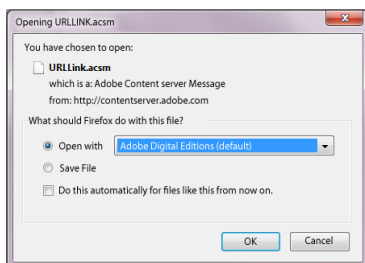 Opening URLLINK.acsm
x
You have chosen to open:
URLLink.acsm
which is a: Adobe Content server Message
from: http://contentserver.adobe.com
What should Firefox do with this file?
Open with Adobe Digital Editions (default)
Save File
Do this automatically for files like this from now on.
OK Cancel